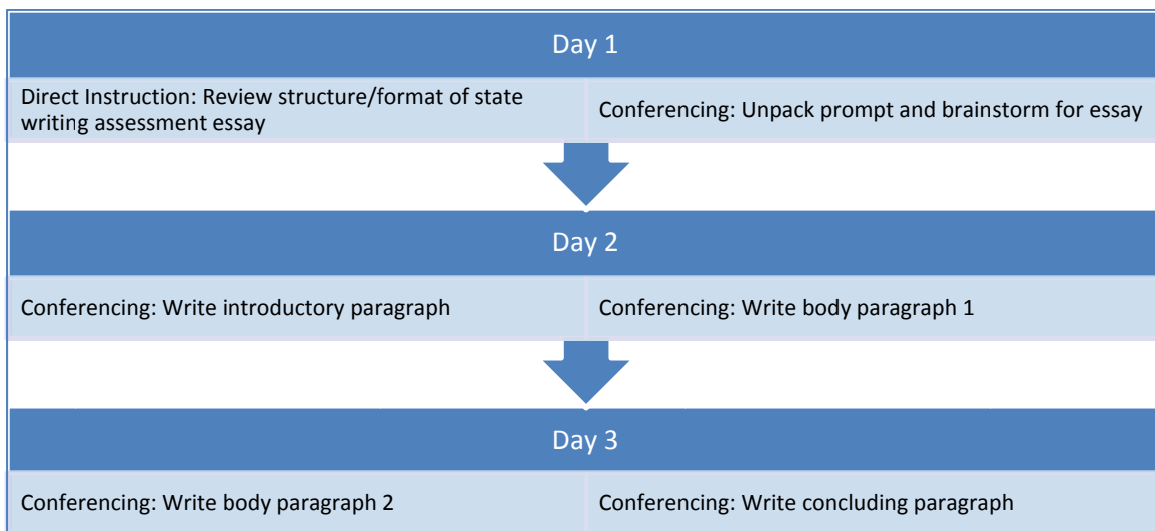 Day 1
Direct Instruction: Review structure/format of state
writing assessment essay
Conferencing: Unpack prompt and brainstorm for essay
Day 2
Conferencing: Write introductory paragraph
Conferencing: Write body paragraph 1
Day 3
Conferencing: Write body paragraph 2
Conferencing: Write concluding paragraph